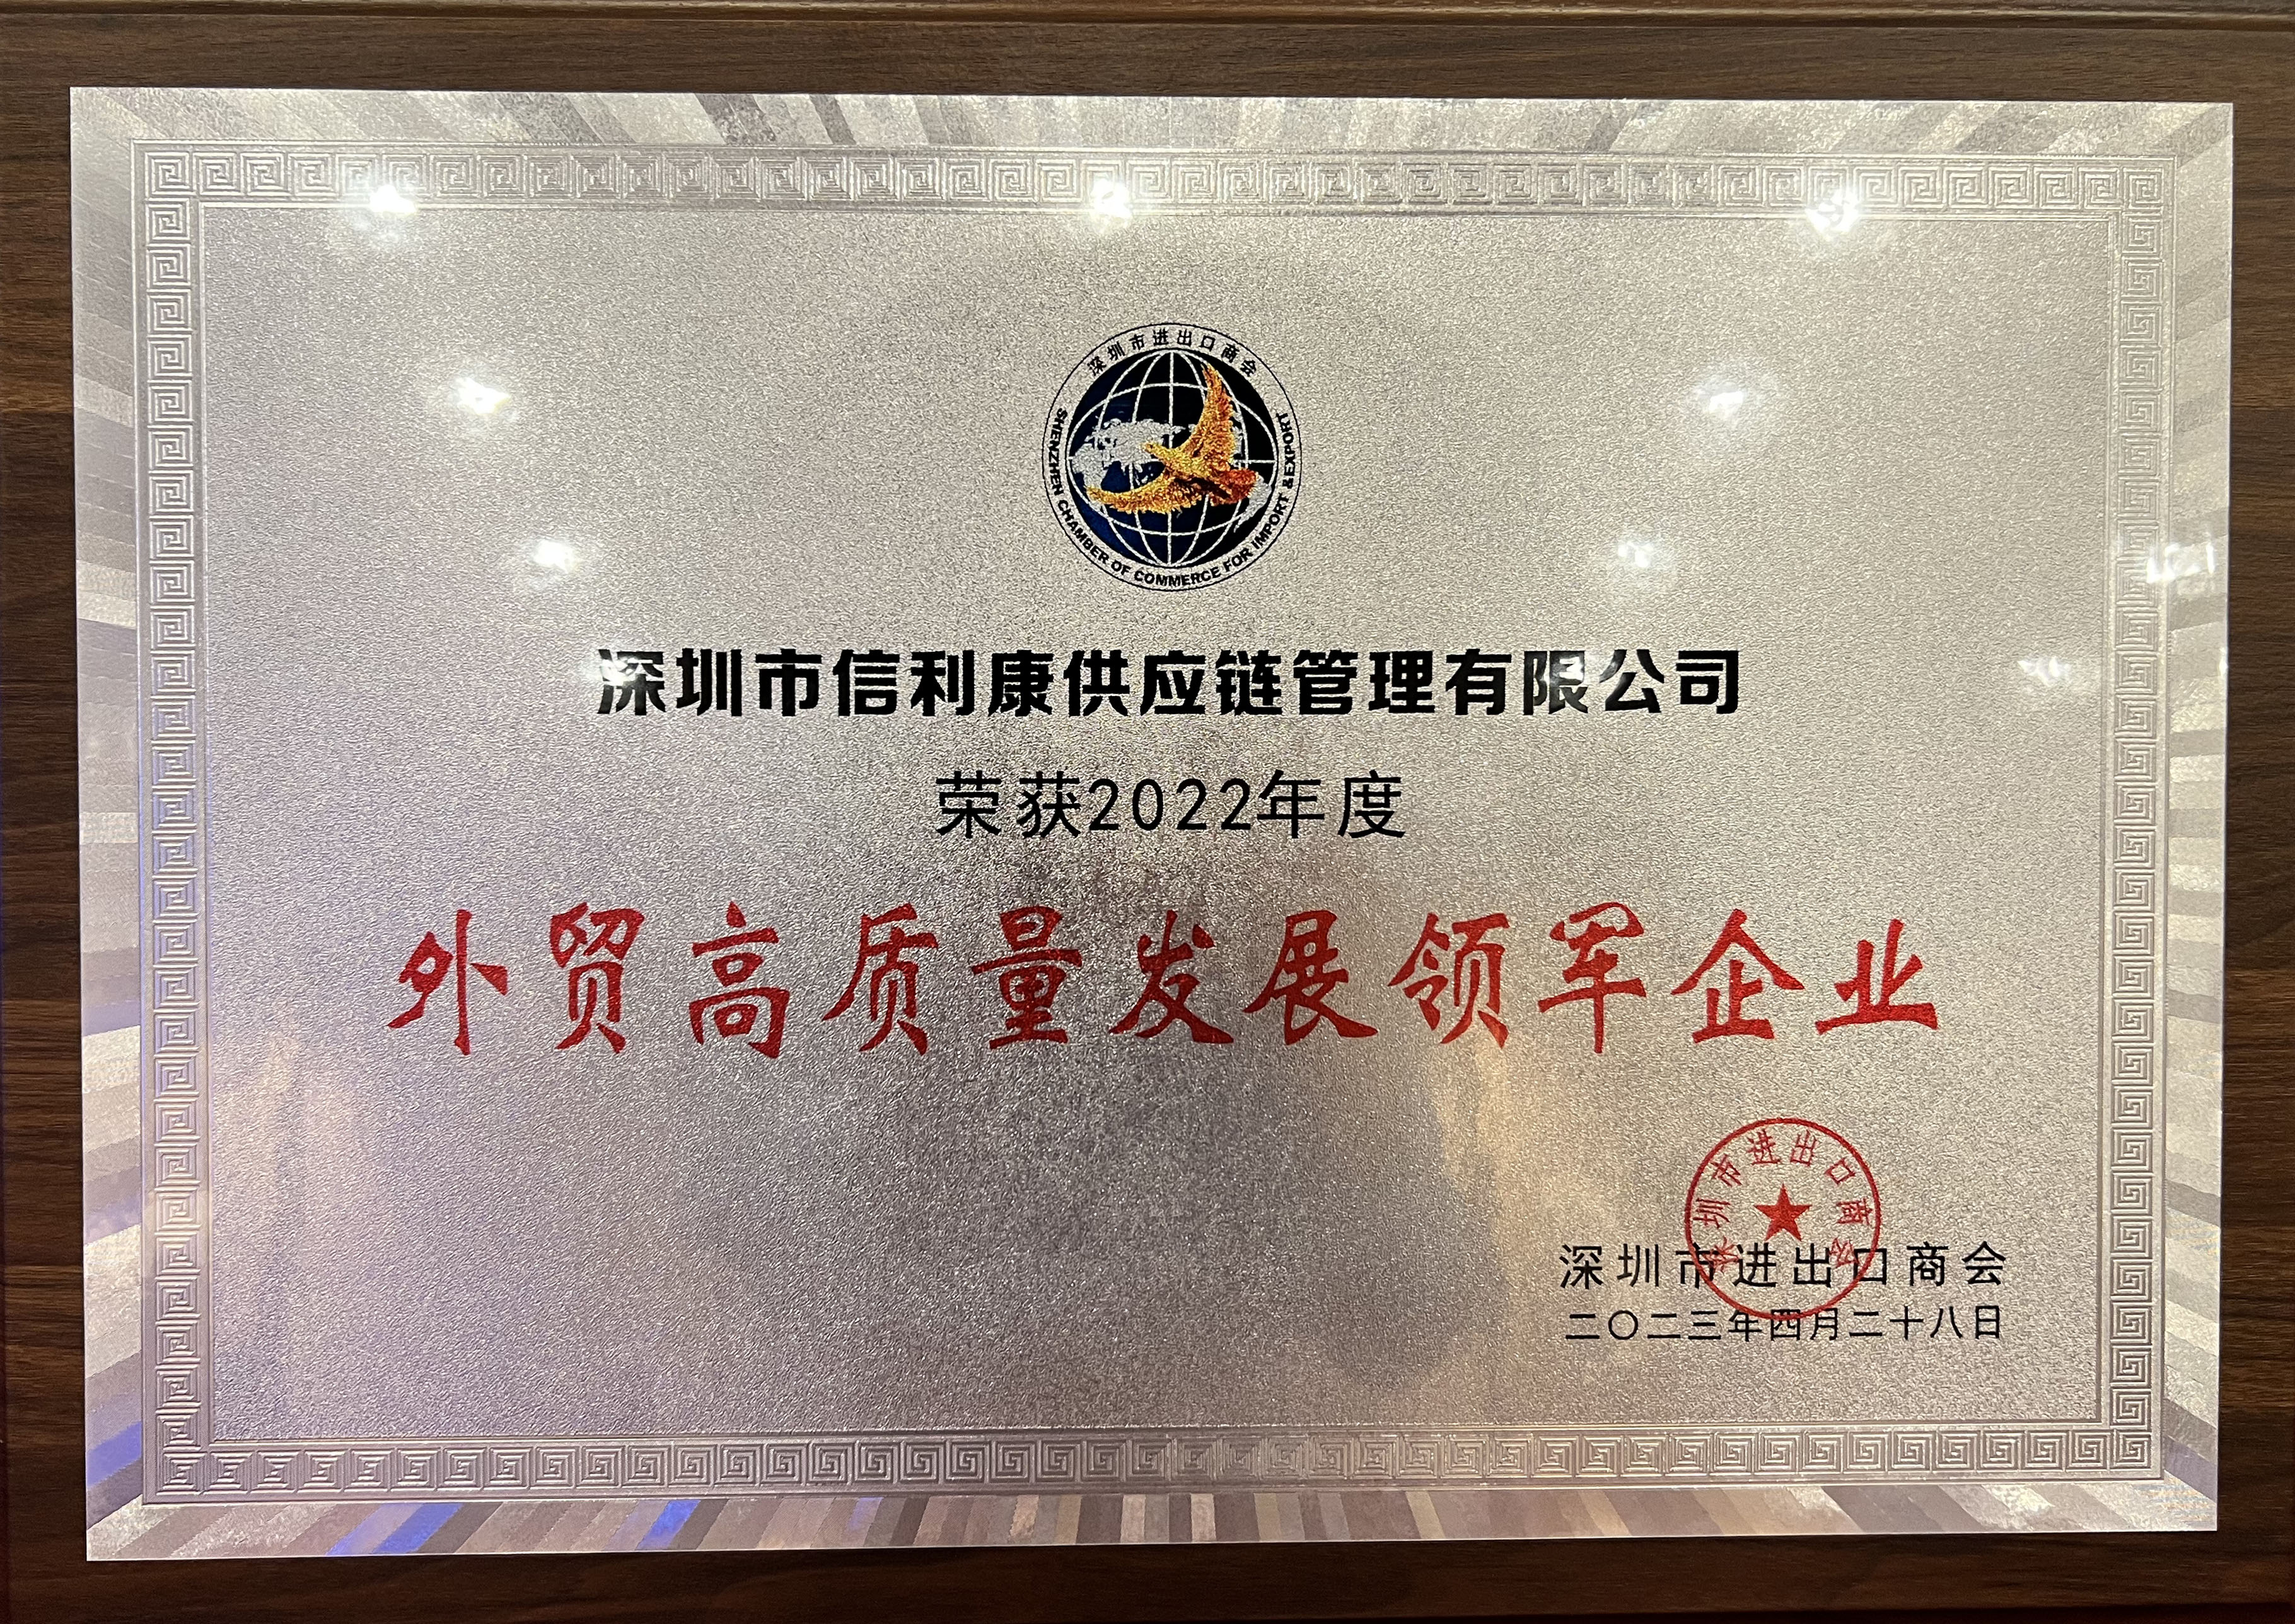 深圳市进出口商会
SHENZHEN CHAMBER OF COMMERCE FOR IMPORT &EXPORT
深圳市信利康供应链管理有限公司
荣获2022年度
外贸高质量发展领军企业
深圳市进出口商会
深圳市进出口商会
二〇二三年四月二十八日